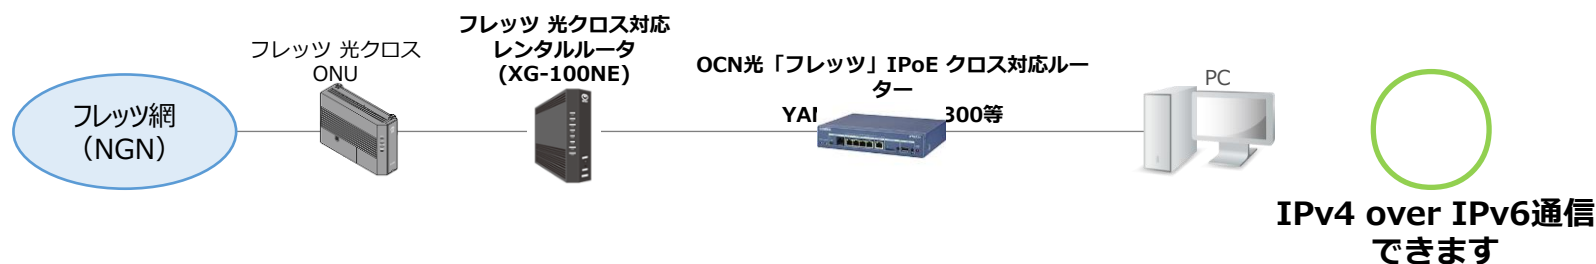 フレッツ網
（NGN）
フレッツ 光クロス
ONU
フレッツ 光クロス対応
レンタルルータ
(XG-100NE)
OCN光「フレッツ」IPoE クロス対応ルー
ター
YA 300等
PC
IPv4 over IPv6通信
できます